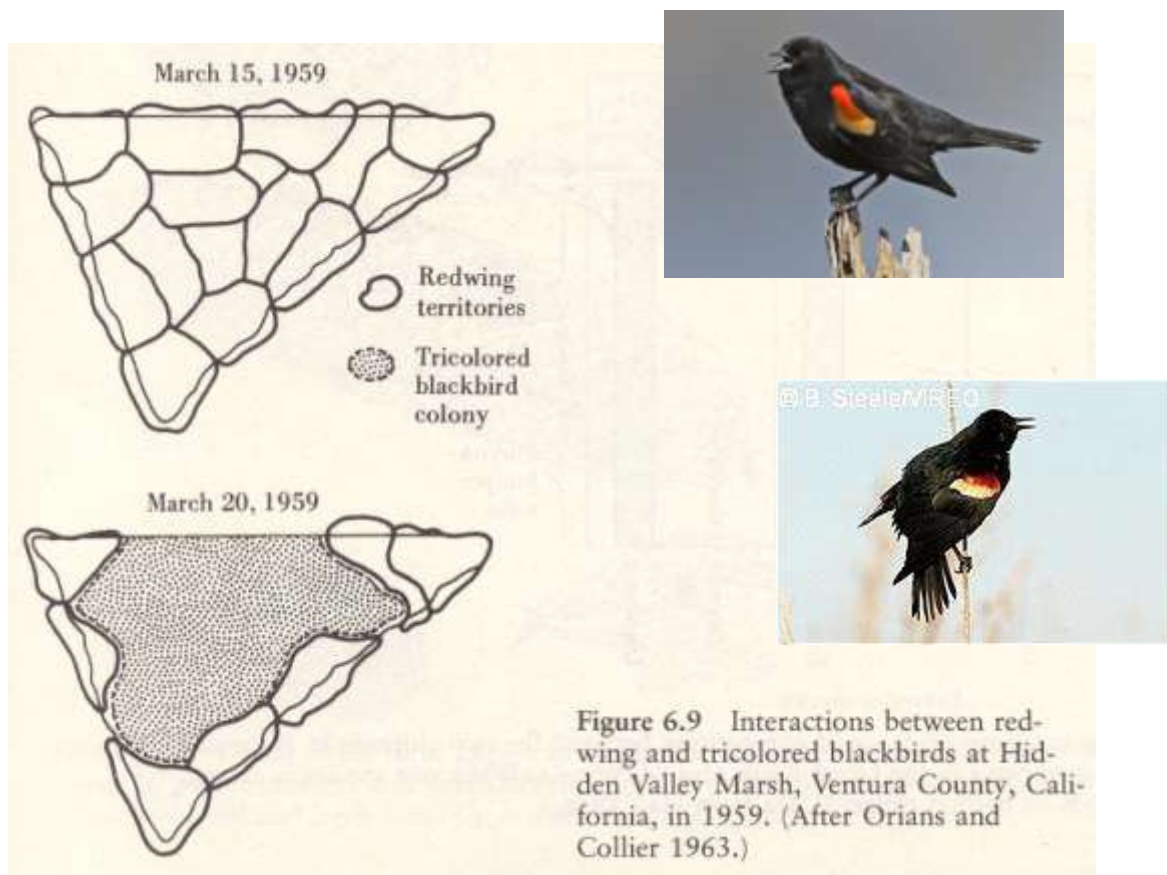 March 15, 1959
Redwing
territories
Tricolored
blackbird
colony
March 20, 1959
@B. Steele/VIREO
Figure 6.9 Interactions between red-
wing and tricolored blackbirds at Hid-
den Valley Marsh, Ventura County, Cali-
fornia, in 1959. (After Orians and
Collier 1963.)